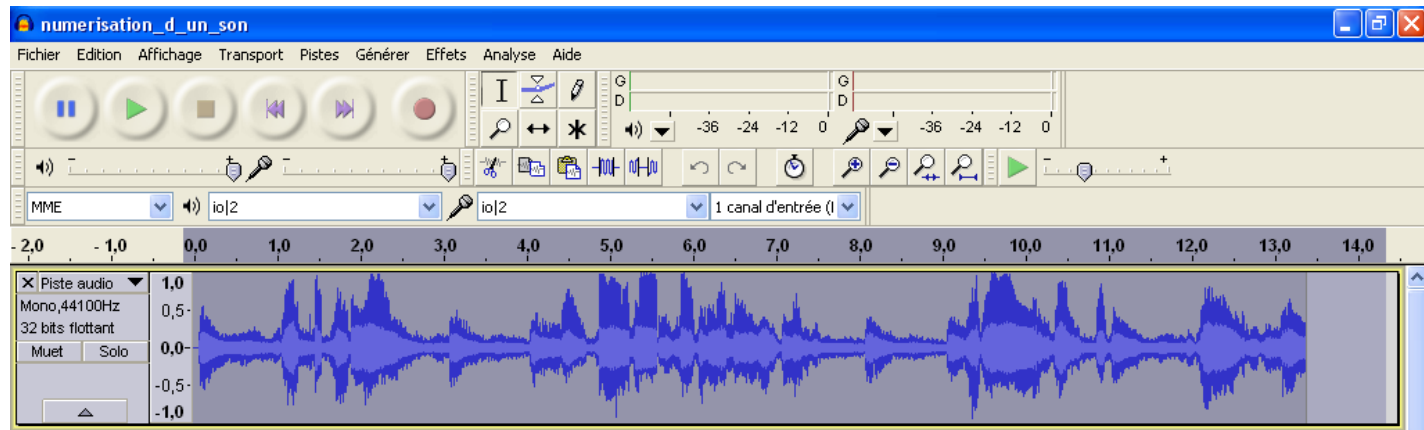 numerisation_d_un_son
Fichier Edition Affichage Transport Pistes Générer Effets Analyse Aide
G G
D D
-36 -24 -12 0 -36 -24 -12 0
MME io|2 io|2 1 canal d'entrée (I
- 2,0 - 1,0 0,0 1,0 2,0 3,0 4,0 5,0 6,0 7,0 8,0 9,0 10,0 11,0 12,0 13,0 14,0
X Piste audio 1,0
Mono,44100Hz 0,5-
32 bits flottant
Muet Solo 0,0-
-0,5-
-1,0